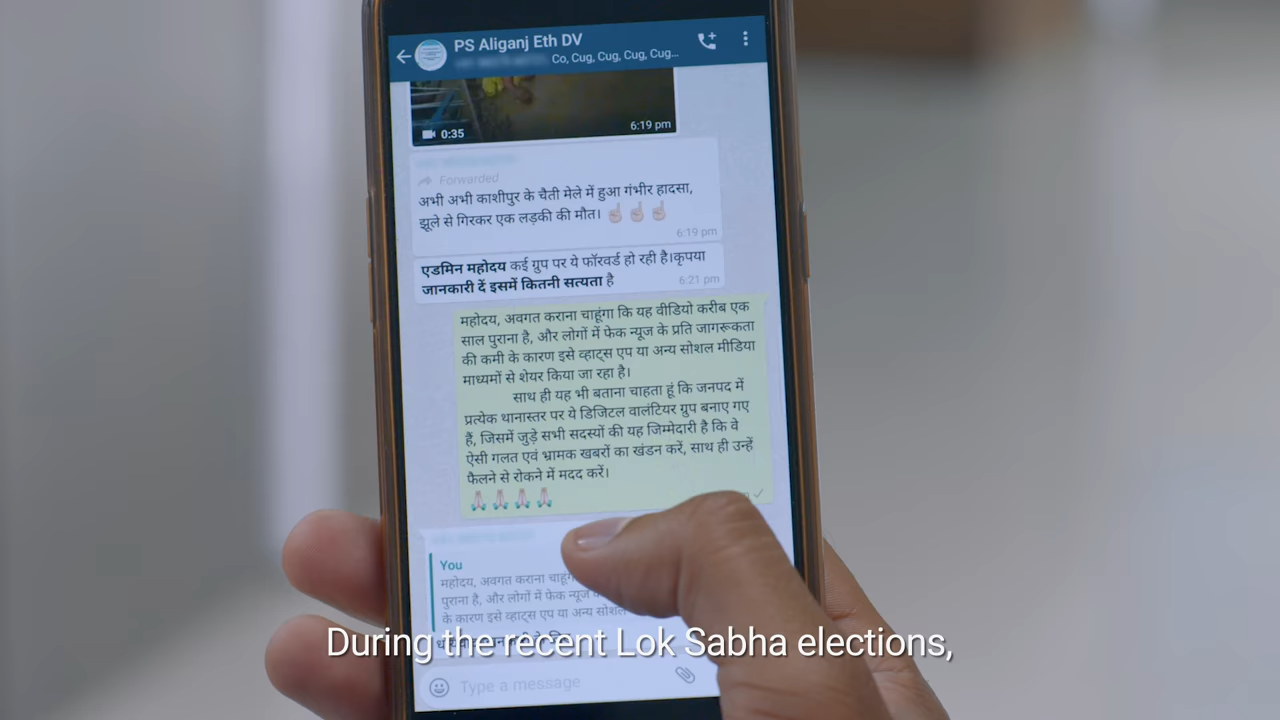 PS Aliganj Eth DV
Co, Cug, Cug, Cug, Cug...
0:35
6:19 pm
Forwarded
अभी अभी काशीपुर के चैती मेले में हुआ गंभीर हादसा,
झूले से गिरकर एक लड़की की मौत। ☝🏻☝🏻☝🏻
6:19 pm
एडमिन महोदय कई ग्रुप पर ये फॉरवर्ड हो रही है।कृपया
जानकारी दें इसमें कितनी सत्यता है
6:21 pm
महोदय, अवगत कराना चाहूंगा कि यह वीडियो करीब एक
साल पुराना है, और लोगों में फेक न्यूज के प्रति जागरूकता
की कमी के कारण इसे व्हाट्स एप या अन्य सोशल मीडिया
माध्यमों से शेयर किया जा रहा है।
साथ ही यह भी बताना चाहता हूं कि जनपद में
प्रत्येक थानास्तर पर ये डिजिटल वालंटियर ग्रुप बनाए गए
हैं, जिसमें जुड़े सभी सदस्यों की यह जिम्मेदारी है कि वे
ऐसी गलत एवं भ्रामक खबरों का खंडन करें, साथ ही उन्हें
फैलने से रोकने में मदद करें।
🙏🏻🙏🏻🙏🏻🙏🏻
You
महोदय, अवगत कराना
पुराना है, और लोगों में फेक न्यूज
के कारण इसे व्हाट्स एप या अन्य
During the recent Lok Sabha elections,
Type a message